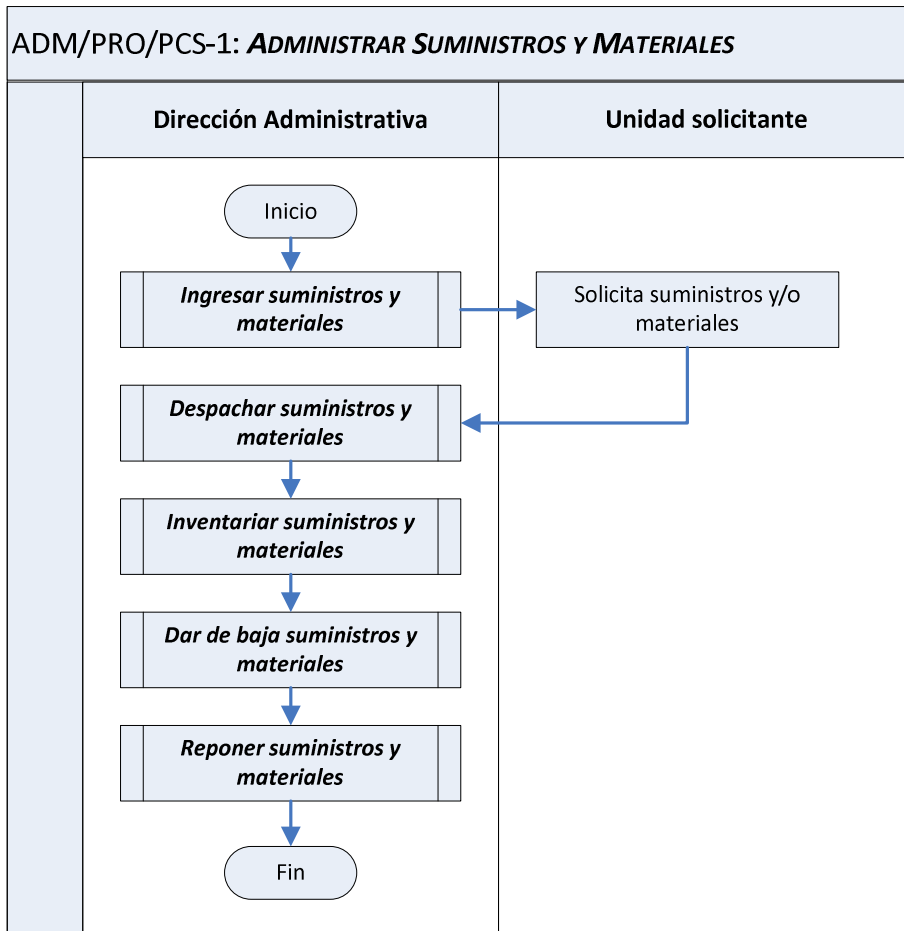 ADM/PRO/PCS-1: ADMINISTRAR SUMINISTROS Y MATERIALES
Dirección Administrativa
Unidad solicitante
Inicio
Ingresar suministros y
materiales
Solicita suministros y/o
materiales
Despachar suministros y
materiales
Inventariar suministros y
materiales
Dar de baja suministros y
materiales
Reponer suministros y
materiales
Fin